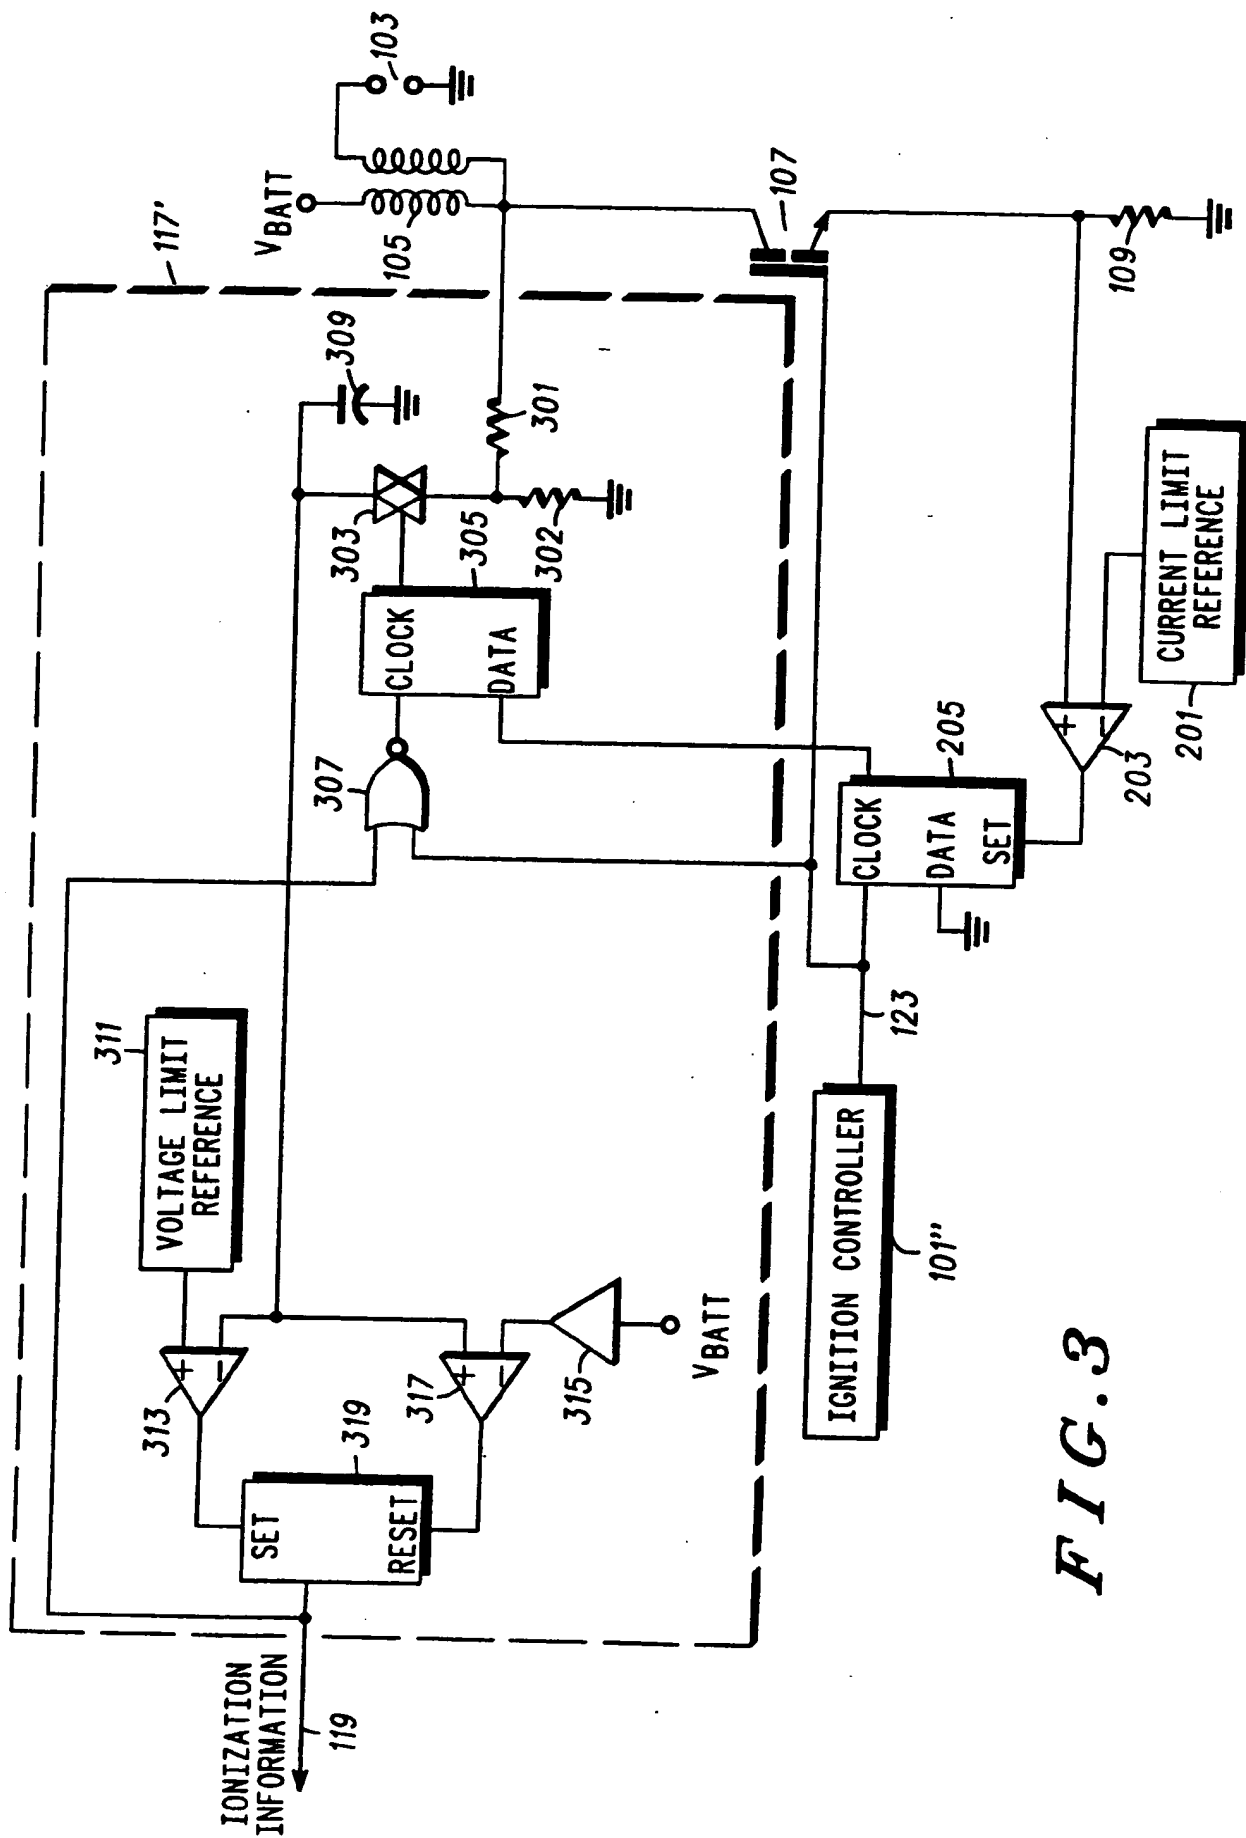 IONIZATION
INFORMATION
119
SET
RESET
319
313
317
315
VBATT
VOLTAGE LIMIT
REFERENCE
311
307
CLOCK
DATA
305
303
309
302
301
117'
VBATT
105
103
107
109
IGNITION CONTROLLER
101"
123
CLOCK
DATA
SET
205
203
CURRENT LIMIT
REFERENCE
201
+
−
+
−
+
−
FIG.3